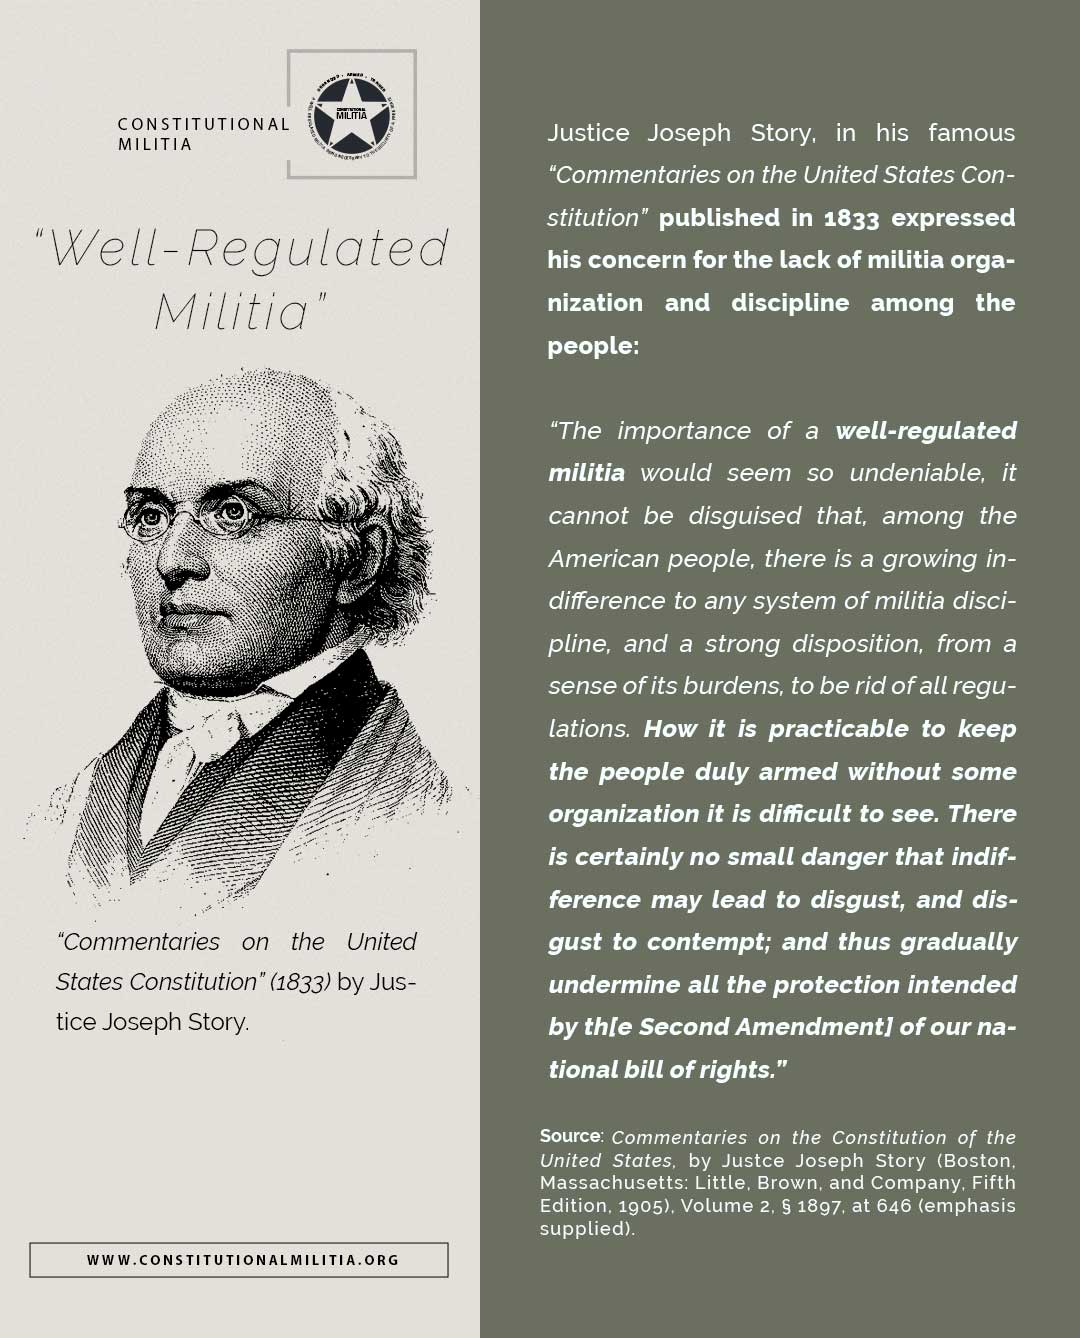 CONSTITUTIONAL
MILITIA
CONSTITUTIONAL
MILITIA
“Well-Regulated
Militia”
“Commentaries on the United
States Constitution” (1833) by Jus-
tice Joseph Story.
WWW.CONSTITUTIONALMILITIA.ORG
Justice Joseph Story, in his famous
“Commentaries on the United States Con-
stitution” published in 1833 expressed
his concern for the lack of militia orga-
nization and discipline among the
people:
“The importance of a well-regulated
militia would seem so undeniable, it
cannot be disguised that, among the
American people, there is a growing in-
difference to any system of militia disci-
pline, and a strong disposition, from a
sense of its burdens, to be rid of all regu-
lations. How it is practicable to keep
the people duly armed without some
organization it is difficult to see. There
is certainly no small danger that indif-
ference may lead to disgust, and dis-
gust to contempt; and thus gradually
undermine all the protection intended
by th[e Second Amendment] of our na-
tional bill of rights.”
Source: Commentaries on the Constitution of the
United States, by Justce Joseph Story (Boston,
Massachusetts: Little, Brown, and Company, Fifth
Edition, 1905), Volume 2, § 1897, at 646 (emphasis
supplied).